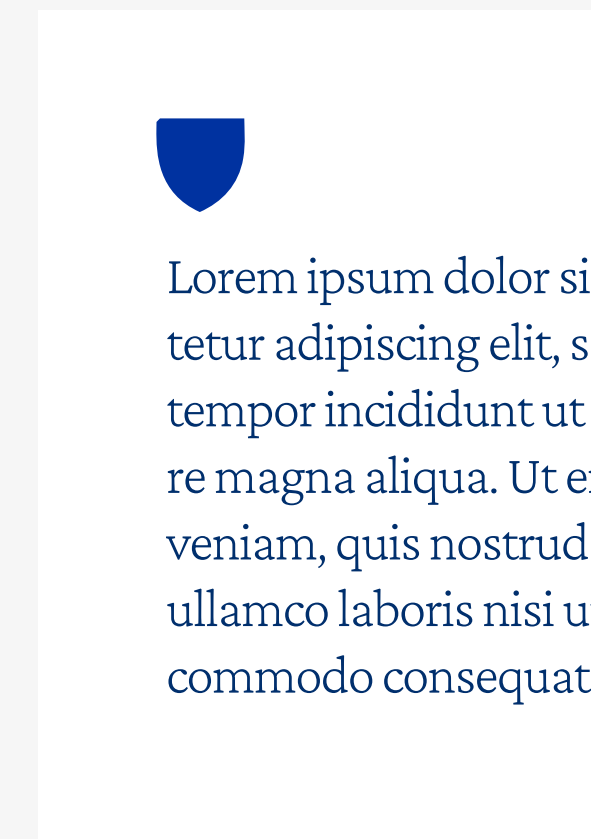 Lorem ipsum dolor si
tetur adipiscing elit, s
tempor incididunt ut
re magna aliqua. Ut e
veniam, quis nostrud
ullamco laboris nisi u
commodo consequat